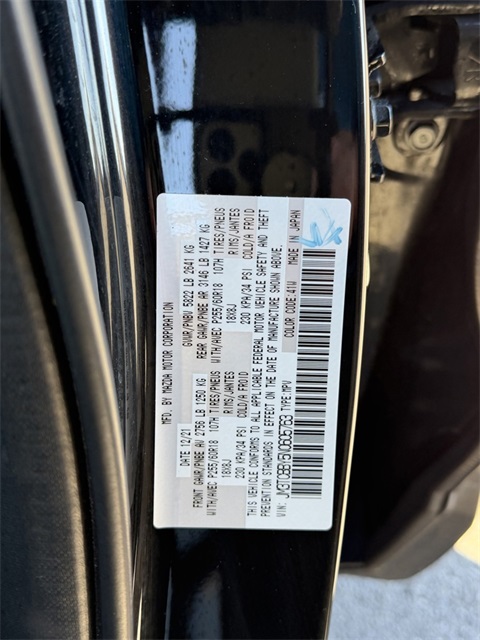 MFD. BY MAZDA MOTOR CORPORATION
12/21 GVWR/PNBV 5822 LB 2641 KG
FRONT GAWR/PNBE AV 2756 LB 1250 KG REAR GAWR/PNBE AR 3146 LB 1427 KG
WITH/AVEC P255/60R18 107H TIRES/PNEUS WITH/AVEC P255/60R18 107H TIRES/PNEUS
18X8J RIMS/JANTES 18X8J RIMS/JANTES
230 KPA/34 PSI COLD/A FROID 230 KPA/34 PSI COLD/A FROID
THIS VEHICLE CONFORMS TO ALL APPLICABLE FEDERAL MOTOR VEHICLE SAFETY AND THEFT
PREVENTION STANDARDS IN EFFECT ON THE DATE OF MANUFACTURE SHOWN ABOVE.
VIN: TYPE:MPV COLOR CODE:41W MADE IN JAPAN